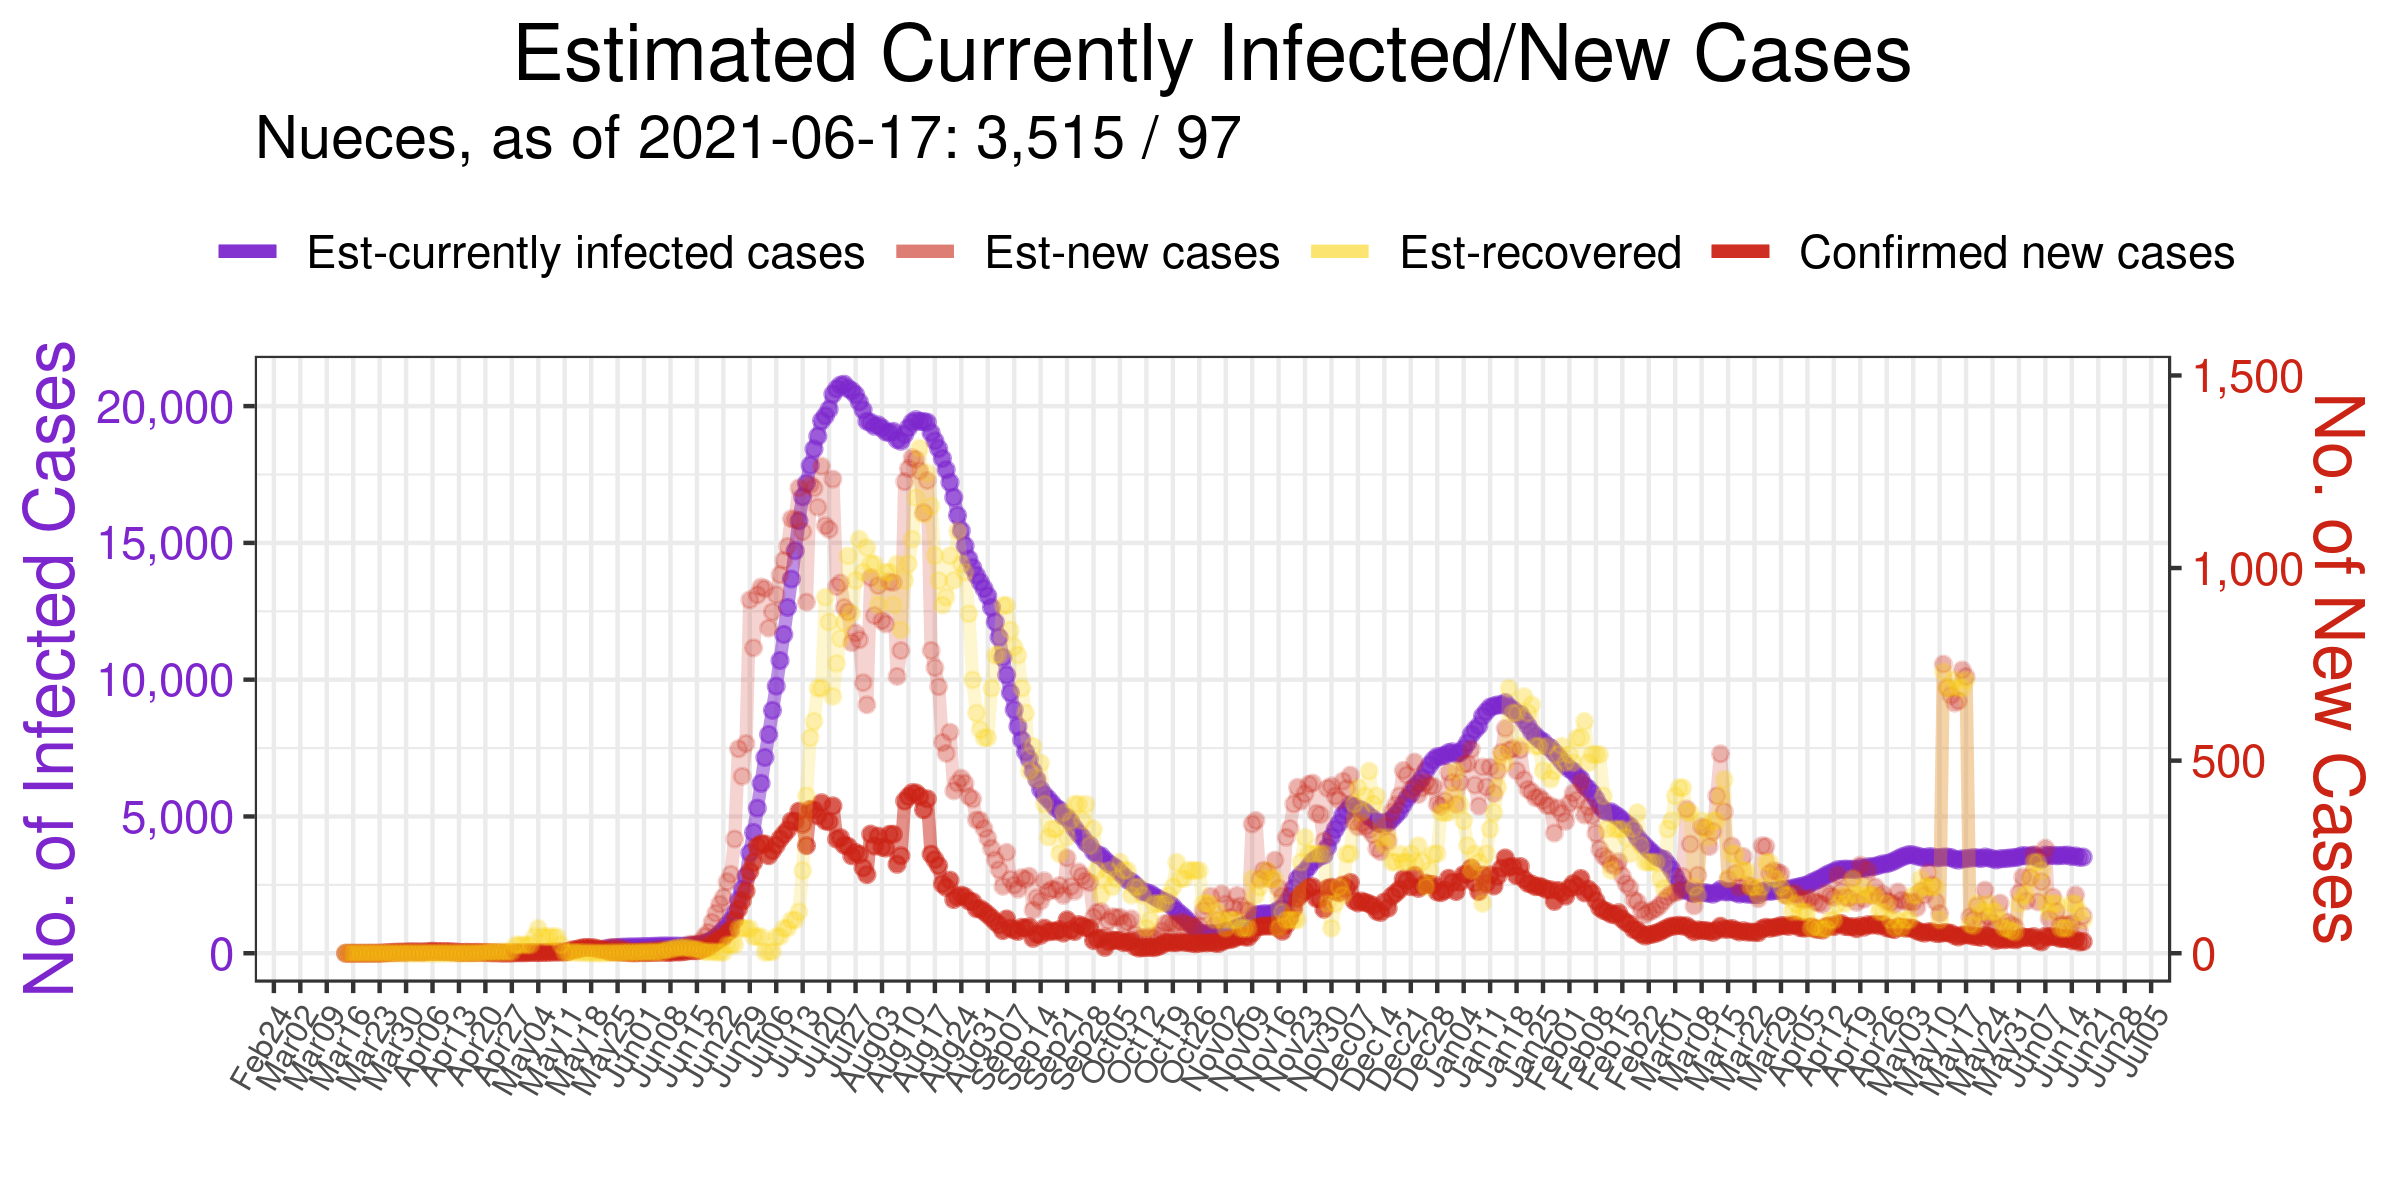 Estimated Currently Infected/New Cases
Nueces, as of 2021-06-17: 3,515 / 97
Est-currently infected cases
Est-new cases
Est-recovered
Confirmed new cases
No. of Infected Cases
20,000
15,000
10,000
5,000
0
1,500
1,000
500
0
No. of New Cases
Feb24
Mar02
Mar09
Mar16
Mar23
Mar30
Apr06
Apr13
Apr20
Apr27
May04
May11
May18
May25
Jun01
Jun08
Jun15
Jun22
Jun29
Jul06
Jul13
Jul20
Jul27
Aug03
Aug10
Aug17
Aug24
Aug31
Sep07
Sep14
Sep21
Sep28
Oct05
Oct12
Oct19
Oct26
Nov02
Nov09
Nov16
Nov23
Nov30
Dec07
Dec14
Dec21
Dec28
Jan04
Jan11
Jan18
Jan25
Feb01
Feb08
Feb15
Feb22
Mar01
Mar08
Mar15
Mar22
Mar29
Apr05
Apr12
Apr19
Apr26
May03
May10
May17
May24
May31
Jun07
Jun14
Jun21
Jun28
Jul05